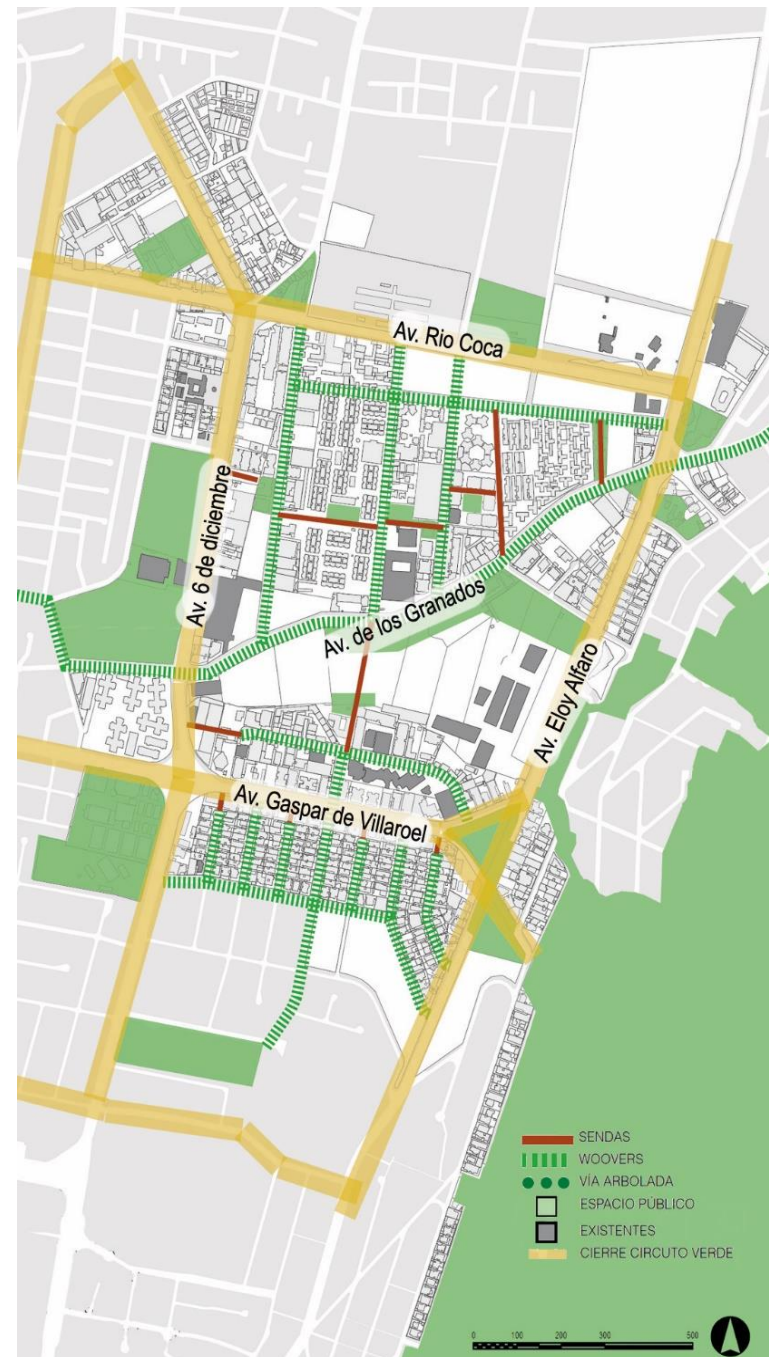 Av. Rio Coca
Av. 6 de diciembre
Av. de los Granados
Av. Eloy Alfaro
Av. Gaspar de Villaroel
SENDAS
WOOVERS
VÍA ARBOLADA
ESPACIO PÚBLICO
EXISTENTES
CIERRE CIRCUTO VERDE
0 100 200 300 500